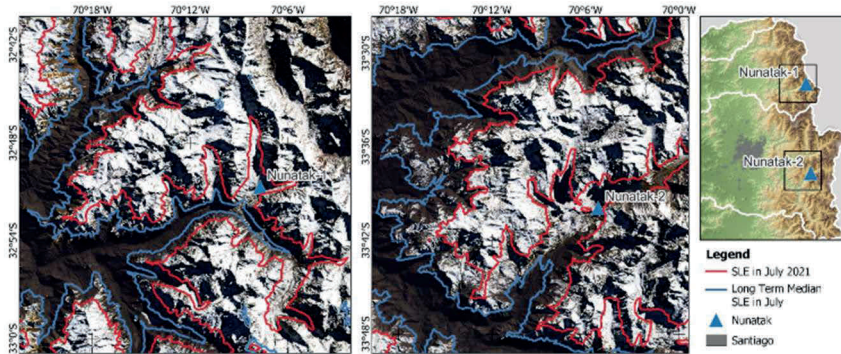 70°18'W 70°12'W 70°6'W
32°42'S
32°48'S
32°54'S
33°0'S
Nunatak-1
70°18'W 70°12'W 70°6'W 70°0'W
33°30'S
33°36'S
33°42'S
33°48'S
Nunatak-2
Nunatak-1
Nunatak-2
Legend
SLE in July 2021
Long Term Median
SLE in July
Nunatak
Santiago